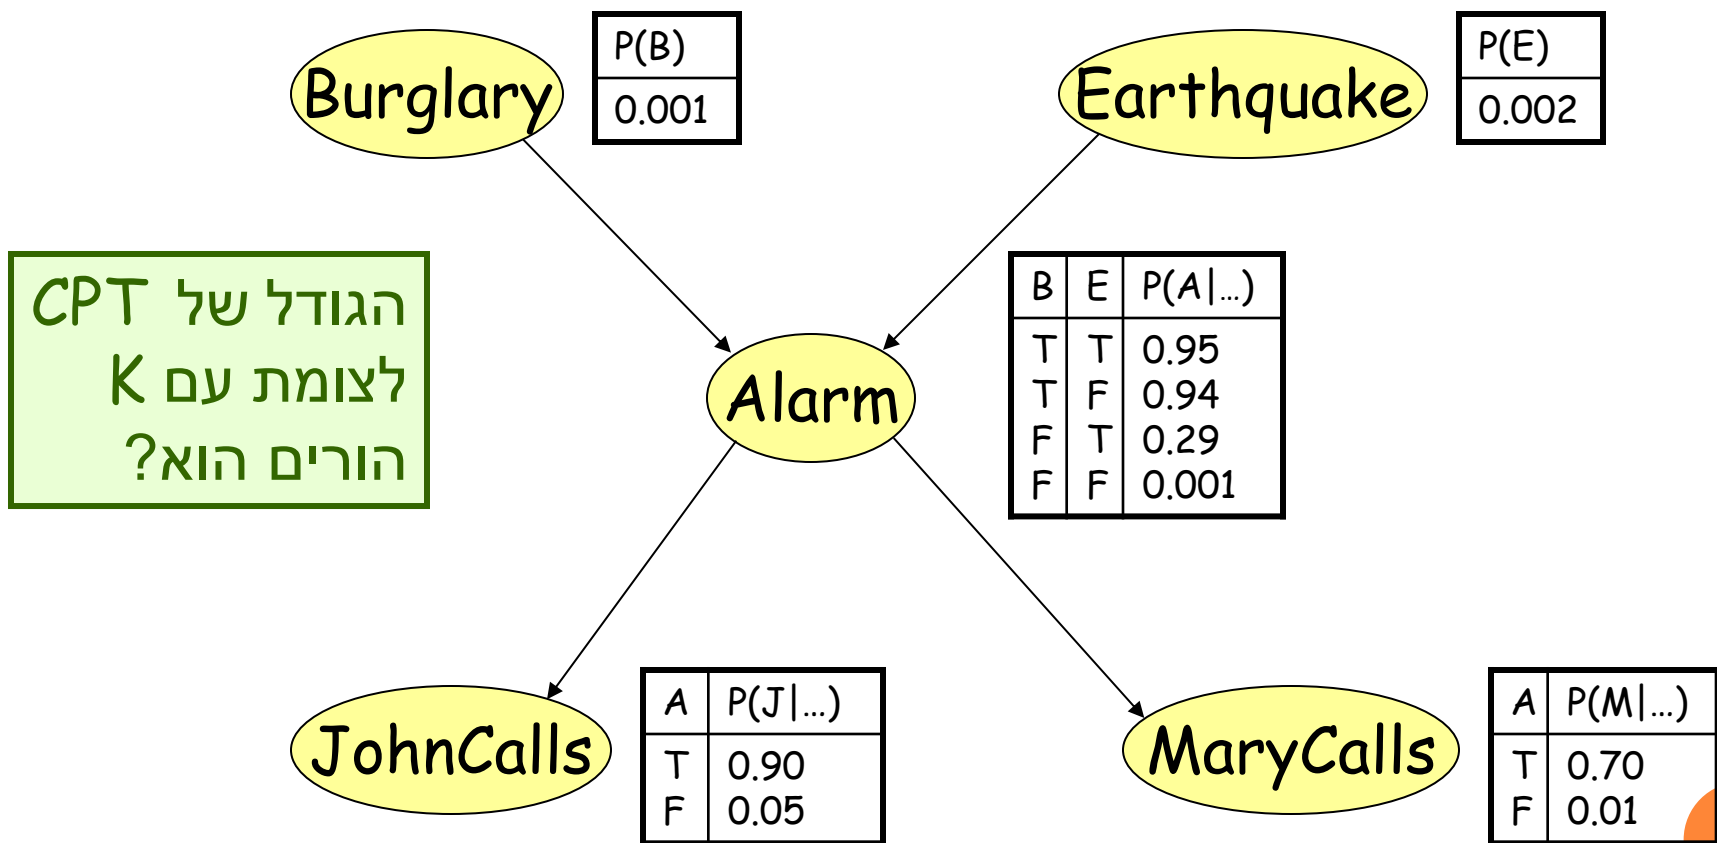 Burglary
P(B)
0.001
Earthquake
P(E)
0.002
הגודל של CPT
לצומת עם K
הורים הוא?
Alarm
B E P(A|...)
T T 0.95
T F 0.94
F T 0.29
F F 0.001
JohnCalls
A P(J|...)
T 0.90
F 0.05
MaryCalls
A P(M|...)
T 0.70
F 0.01